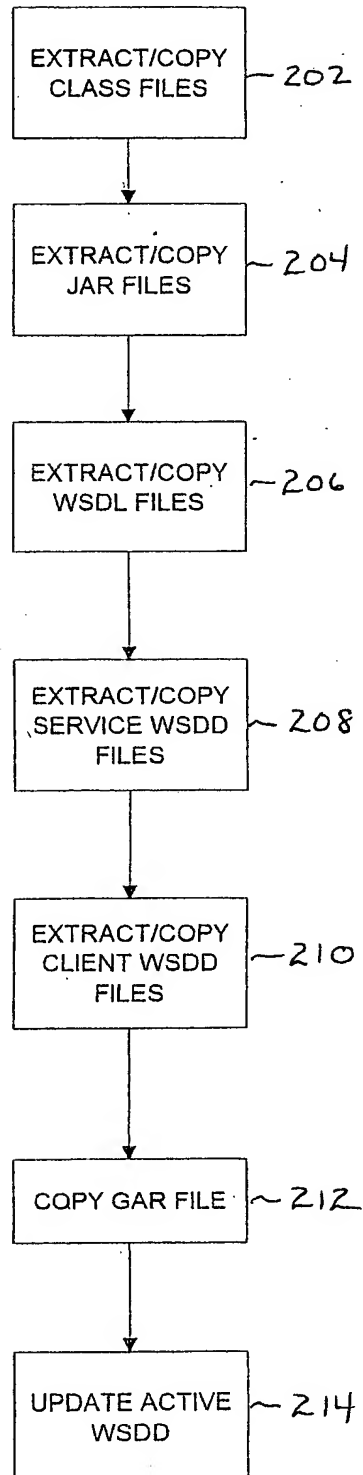 EXTRACT/COPY
CLASS FILES
202
EXTRACT/COPY
JAR FILES
204
EXTRACT/COPY
WSDL FILES
206
EXTRACT/COPY
SERVICE WSDD
FILES
208
EXTRACT/COPY
CLIENT WSDD
FILES
210
COPY GAR FILE
212
UPDATE ACTIVE
WSDD
214